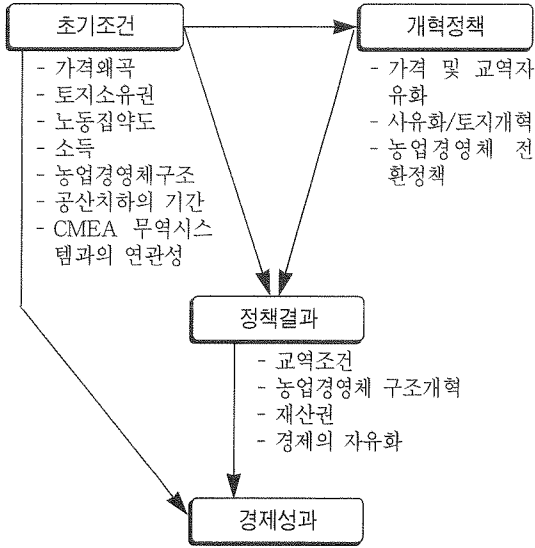 초기조건
- 가격왜곡
- 토지소유권
- 노동집약도
- 소득
- 농업경영체구조
- 공산치하의 기간
- CMEA 무역시스
템과의 연관성
개혁정책
- 가격 및 교역자
유화
- 사유화/토지개혁
- 농업경영체 전
환정책
정책결과
- 교역조건
- 농업경영체 구조개혁
- 재산권
- 경제의 자유화
경제성과